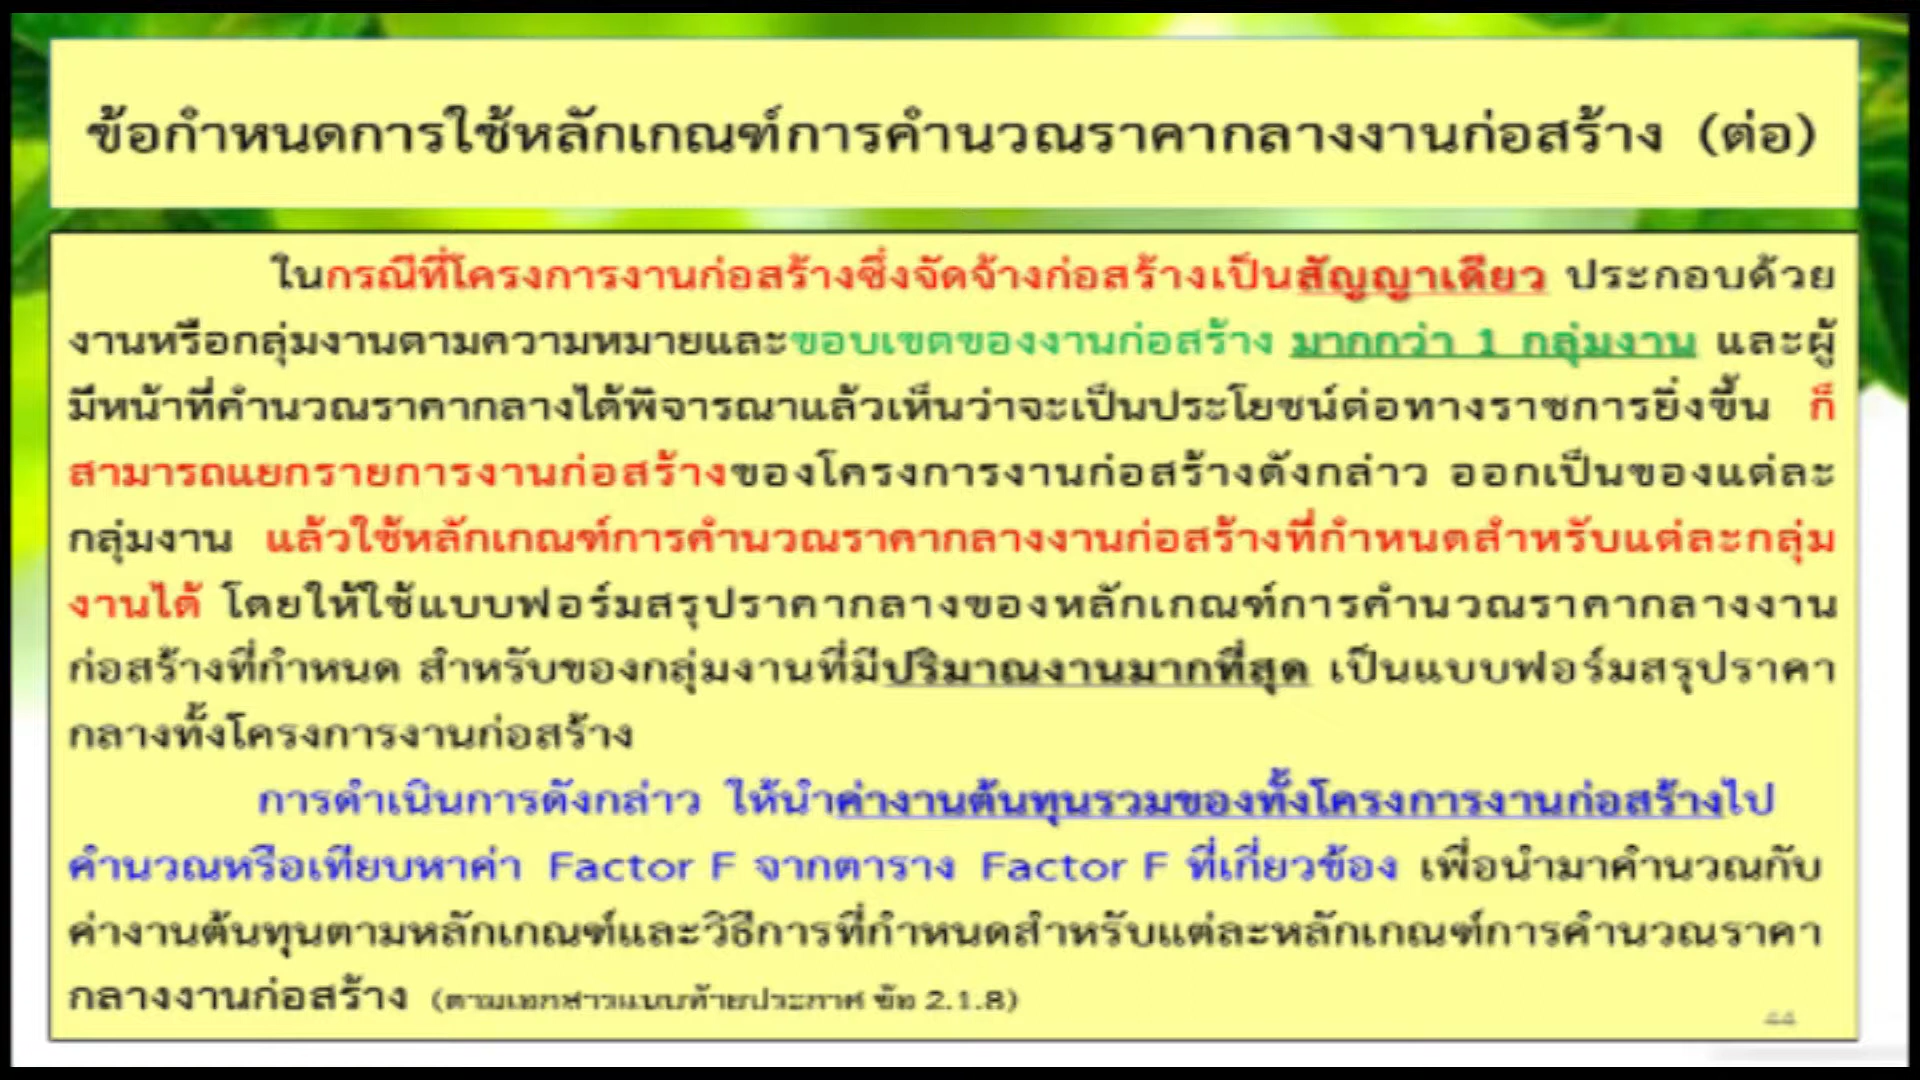 ข้อกำหนดการใช้หลักเกณฑ์การคำนวณราคากลางงานก่อสร้าง (ต่อ)
ในกรณีที่โครงการงานก่อสร้างซึ่งจัดจ้างก่อสร้างเป็นสัญญาเดียว ประกอบด้วย
งานหรือกลุ่มงานตามความหมายและขอบเขตของงานก่อสร้าง มากกว่า 1 กลุ่มงาน และผู้
มีหน้าที่คำนวณราคากลางได้พิจารณาแล้วเห็นว่าจะเป็นประโยชน์ต่อทางราชการยิ่งขึ้น ก็
สามารถแยกรายการงานก่อสร้างของโครงการงานก่อสร้างดังกล่าว ออกเป็นของแต่ละ
กลุ่มงาน แล้วใช้หลักเกณฑ์การคำนวณราคากลางงานก่อสร้างที่กำหนดสำหรับแต่ละกลุ่ม
งานได้ โดยให้ใช้แบบฟอร์มสรุปราคากลางของหลักเกณฑ์การคำนวณราคากลางงาน
ก่อสร้างที่กำหนด สำหรับของกลุ่มงานที่มีปริมาณงานมากที่สุด เป็นแบบฟอร์มสรุปราคา
กลางทั้งโครงการงานก่อสร้าง
การดำเนินการดังกล่าว ให้นำค่างานต้นทุนรวมของทั้งโครงการงานก่อสร้างไป
คำนวณหรือเทียบหาค่า Factor F จากตาราง Factor F ที่เกี่ยวข้อง เพื่อนำมาคำนวณกับ
ค่างานต้นทุนตามหลักเกณฑ์และวิธีการที่กำหนดสำหรับแต่ละหลักเกณฑ์การคำนวณราคา
กลางงานก่อสร้าง (ตามเอกสารแนบท้ายประกาศ ข้อ 2.1.8)
44